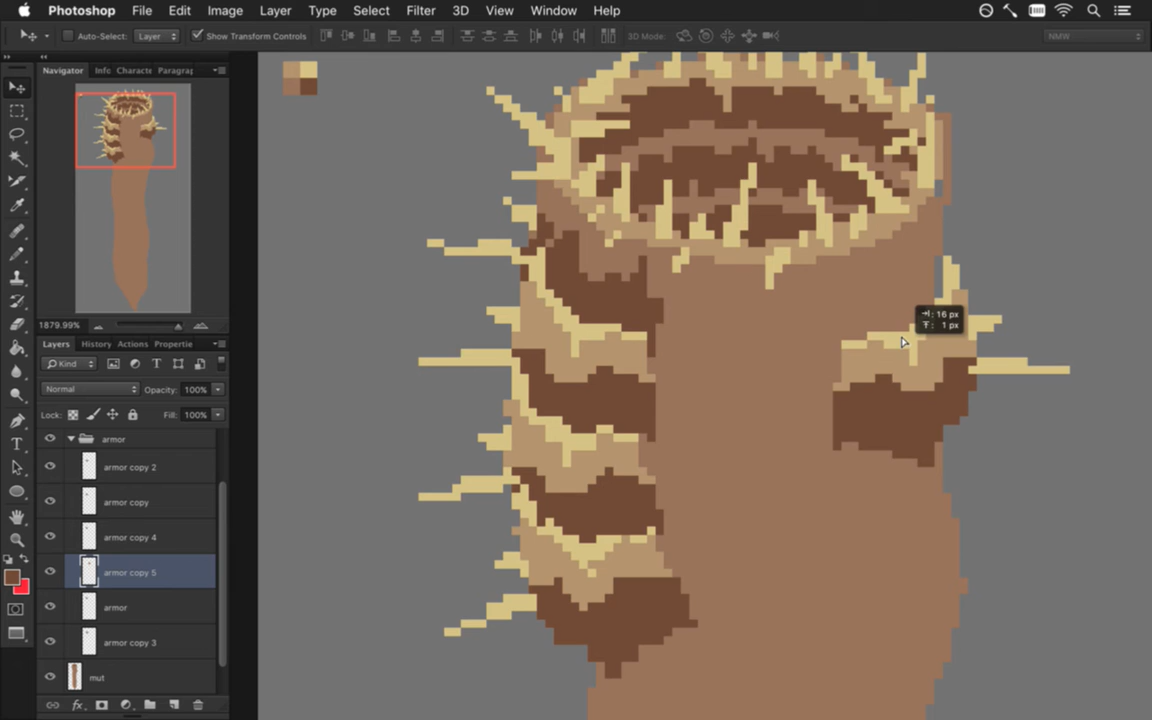 Photoshop File Edit Image Layer Type Select Filter 3D View Window Help
Auto-Select: Layer Show Transform Controls 3D Mode: NMW
Navigator Info Characte Paragrap
1879.99%
Layers History Actions Propertie
Kind
Normal Opacity: 100%
Lock: Fill: 100%
armor
armor copy 2
armor copy
armor copy 4
armor copy 5
armor
armor copy 3
mut
: 16 px
: 1 px